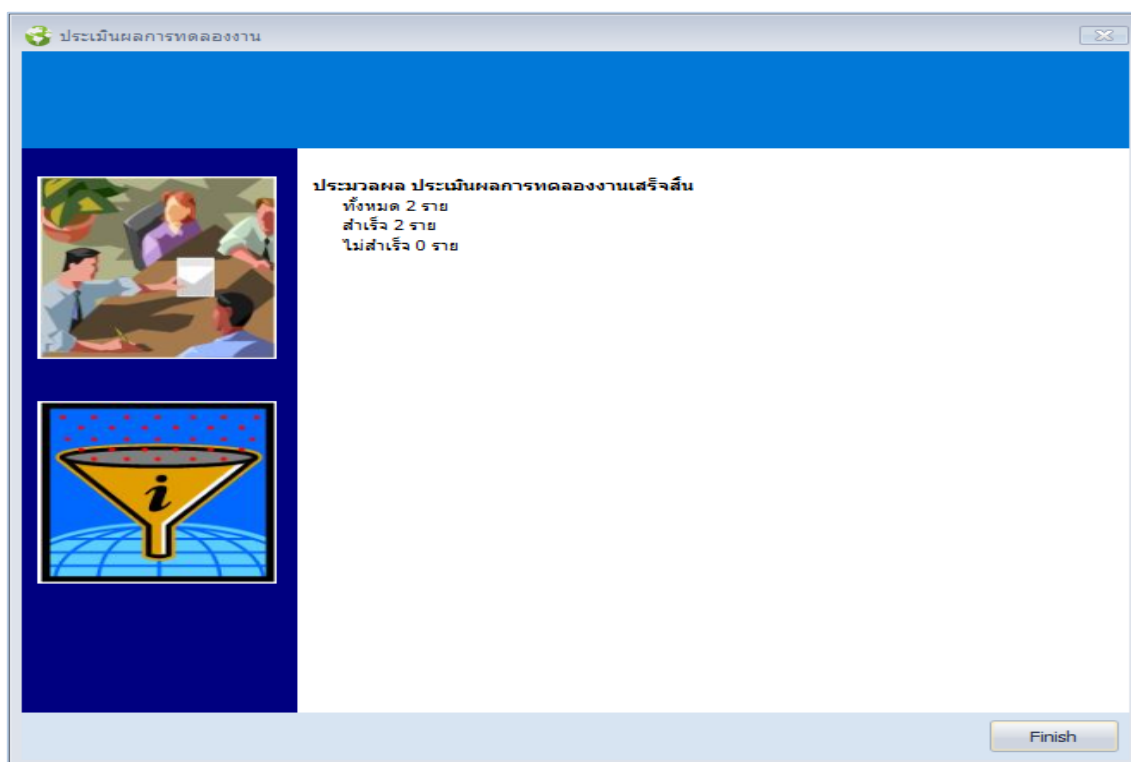 ประเมินผลการทดลองงาน
ประมวลผล ประเมินผลการทดลองงานเสร็จสิ้น
ทั้งหมด 2 ราย
สำเร็จ 2 ราย
ไม่สำเร็จ 0 ราย
i
Finish